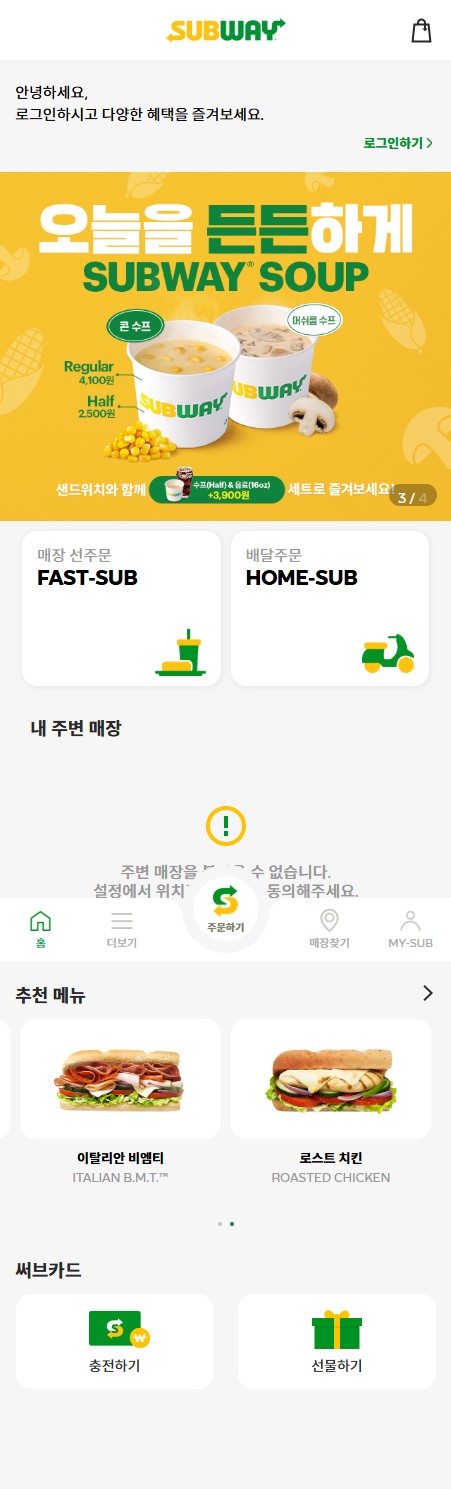 SUBWAY
안녕하세요,
로그인하시고 다양한 혜택을 즐겨보세요.
로그인하기 >
오늘을 든든하게
SUBWAY® SOUP
콘 수프
머쉬룸 수프
Regular
4,100원
Half
2,500원
SUBWAY
SUBWAY
샌드위치와 함께 수프(Half) & 음료(16oz) +3,900원 세트로 즐겨보세요!
3 / 4
매장 선주문
FAST-SUB
배달주문
HOME-SUB
내 주변 매장
주변 매장을 수 없습니다.
설정에서 동의해주세요.
홈
더보기
주문하기
매장찾기
MY-SUB
추천 메뉴
이탈리안 비엠티
ITALIAN B.M.T.™
로스트 치킨
ROASTED CHICKEN
써브카드
충전하기
선물하기